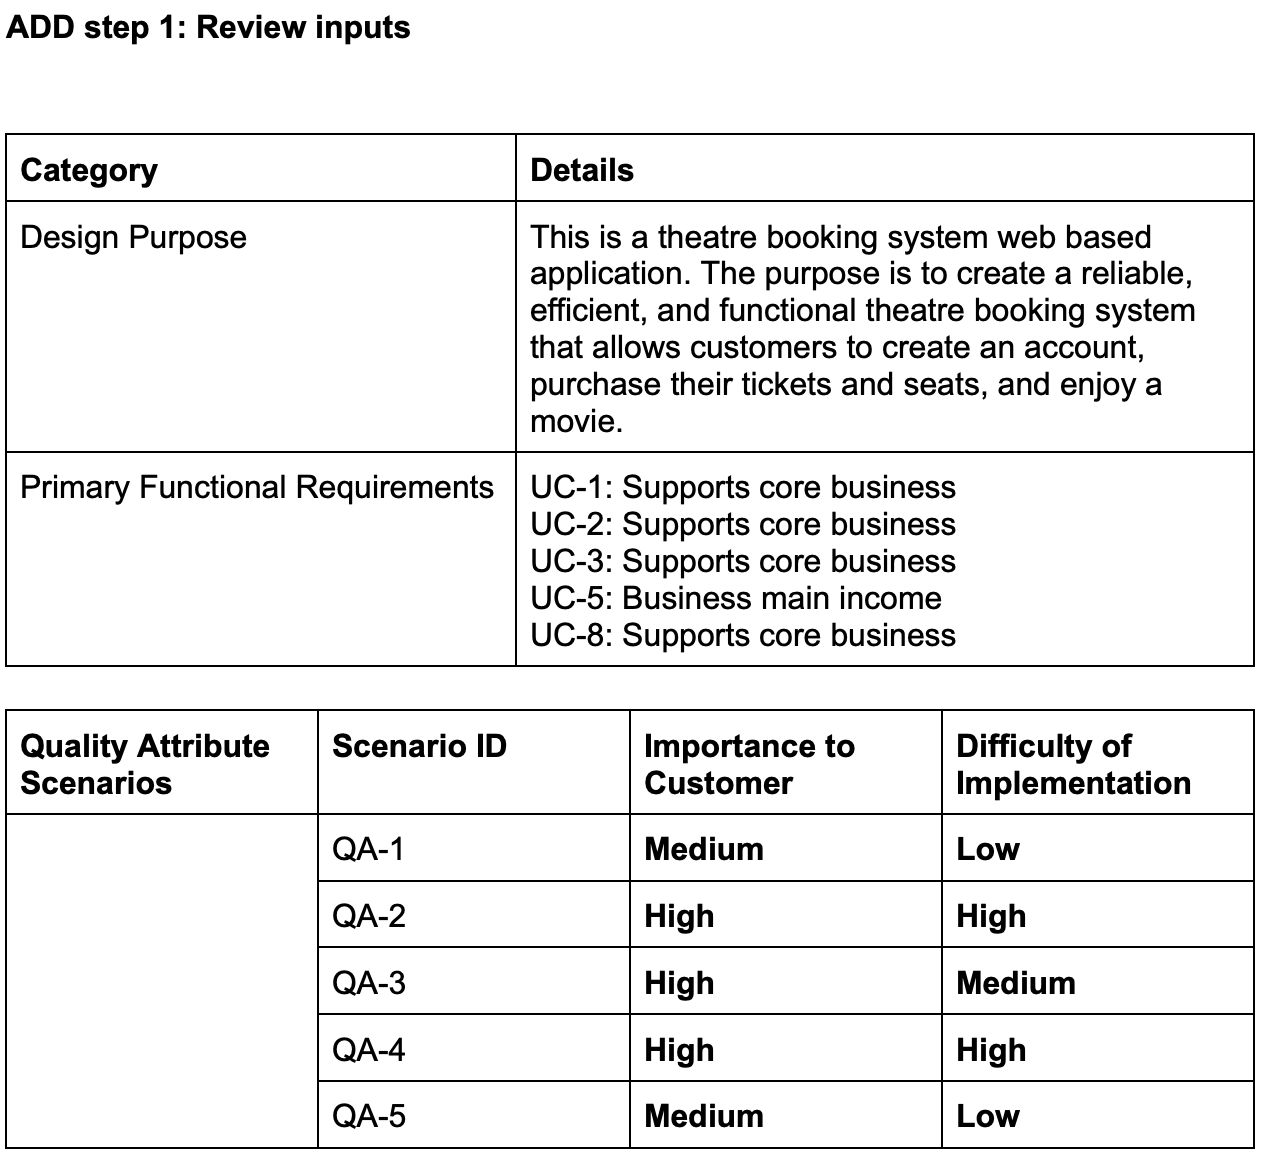 ADD step 1: Review inputs
Category
Details
Design Purpose
This is a theatre booking system web based
application. The purpose is to create a reliable,
efficient, and functional theatre booking system
that allows customers to create an account,
purchase their tickets and seats, and enjoy a
movie.
Primary Functional Requirements
UC-1: Supports core business
UC-2: Supports core business
UC-3: Supports core business
UC-5: Business main income
UC-8: Supports core business
Quality Attribute
Scenarios
Scenario ID
Importance to
Customer
Difficulty of
Implementation
QA-1
Medium
Low
QA-2
High
High
QA-3
High
Medium
QA-4
High
High
QA-5
Medium
Low